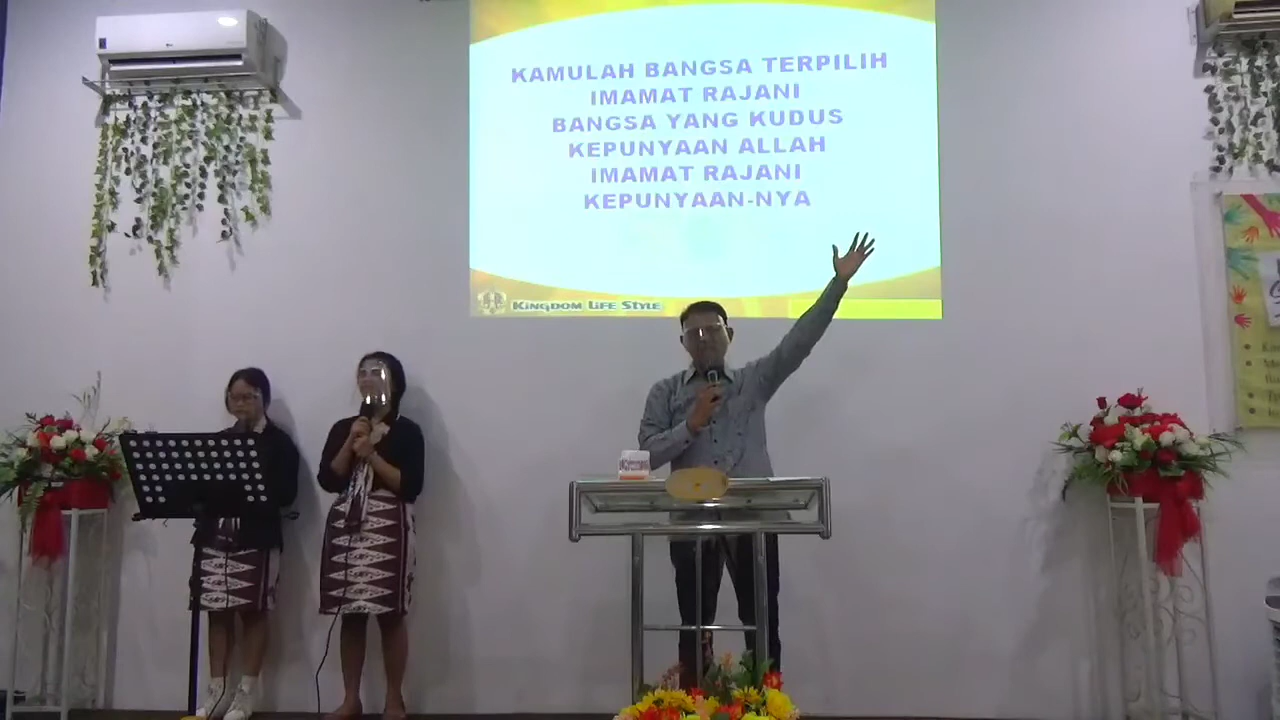 KAMULAH BANGSA TERPILIH
IMAMAT RAJANI
BANGSA YANG KUDUS
KEPUNYAAN ALLAH
IMAMAT RAJANI
KEPUNYAAN-NYA
KINGDOM LIFE STYLE